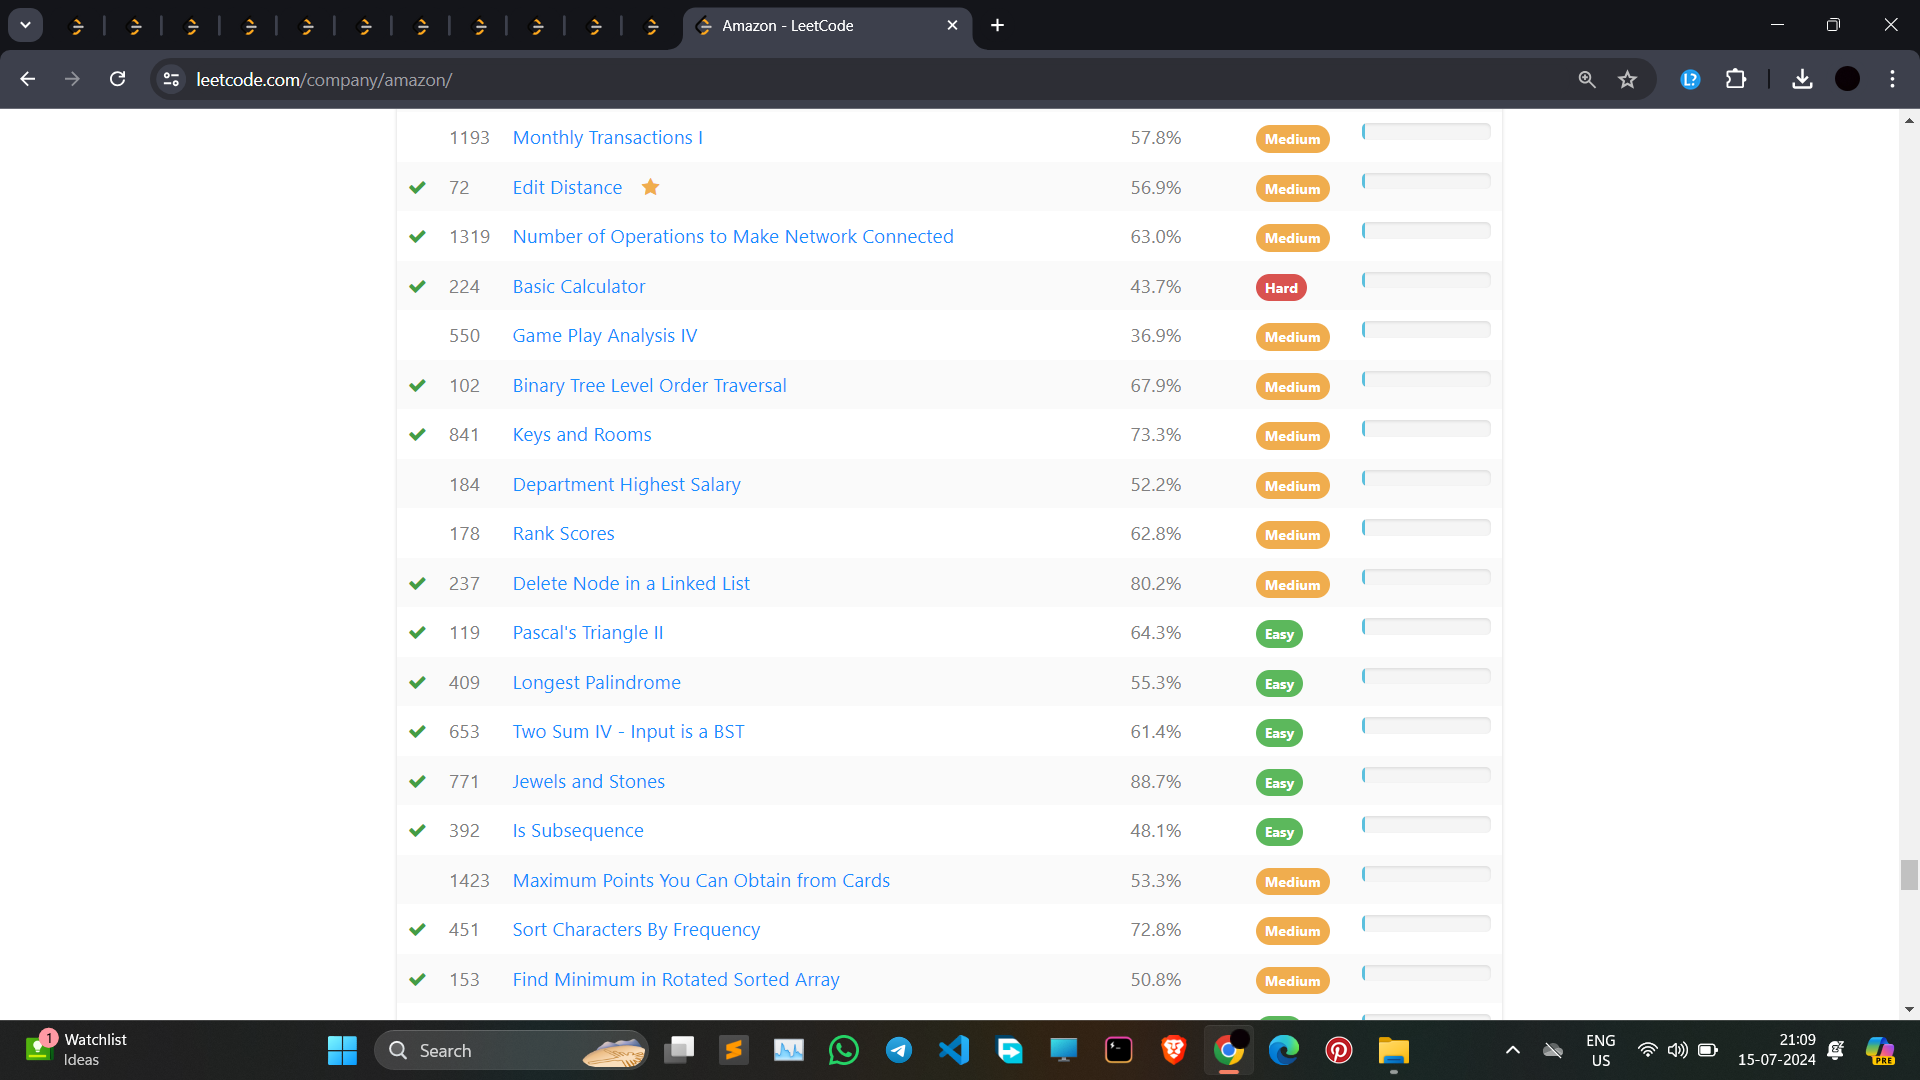 Amazon - LeetCode
leetcode.com/company/amazon/
1193 Monthly Transactions I 57.8% Medium
72 Edit Distance 56.9% Medium
1319 Number of Operations to Make Network Connected 63.0% Medium
224 Basic Calculator 43.7% Hard
550 Game Play Analysis IV 36.9% Medium
102 Binary Tree Level Order Traversal 67.9% Medium
841 Keys and Rooms 73.3% Medium
184 Department Highest Salary 52.2% Medium
178 Rank Scores 62.8% Medium
237 Delete Node in a Linked List 80.2% Medium
119 Pascal's Triangle II 64.3% Easy
409 Longest Palindrome 55.3% Easy
653 Two Sum IV - Input is a BST 61.4% Easy
771 Jewels and Stones 88.7% Easy
392 Is Subsequence 48.1% Easy
1423 Maximum Points You Can Obtain from Cards 53.3% Medium
451 Sort Characters By Frequency 72.8% Medium
153 Find Minimum in Rotated Sorted Array 50.8% Medium
1 Watchlist
Ideas
Search
ENG
US
21:09
15-07-2024
PRE